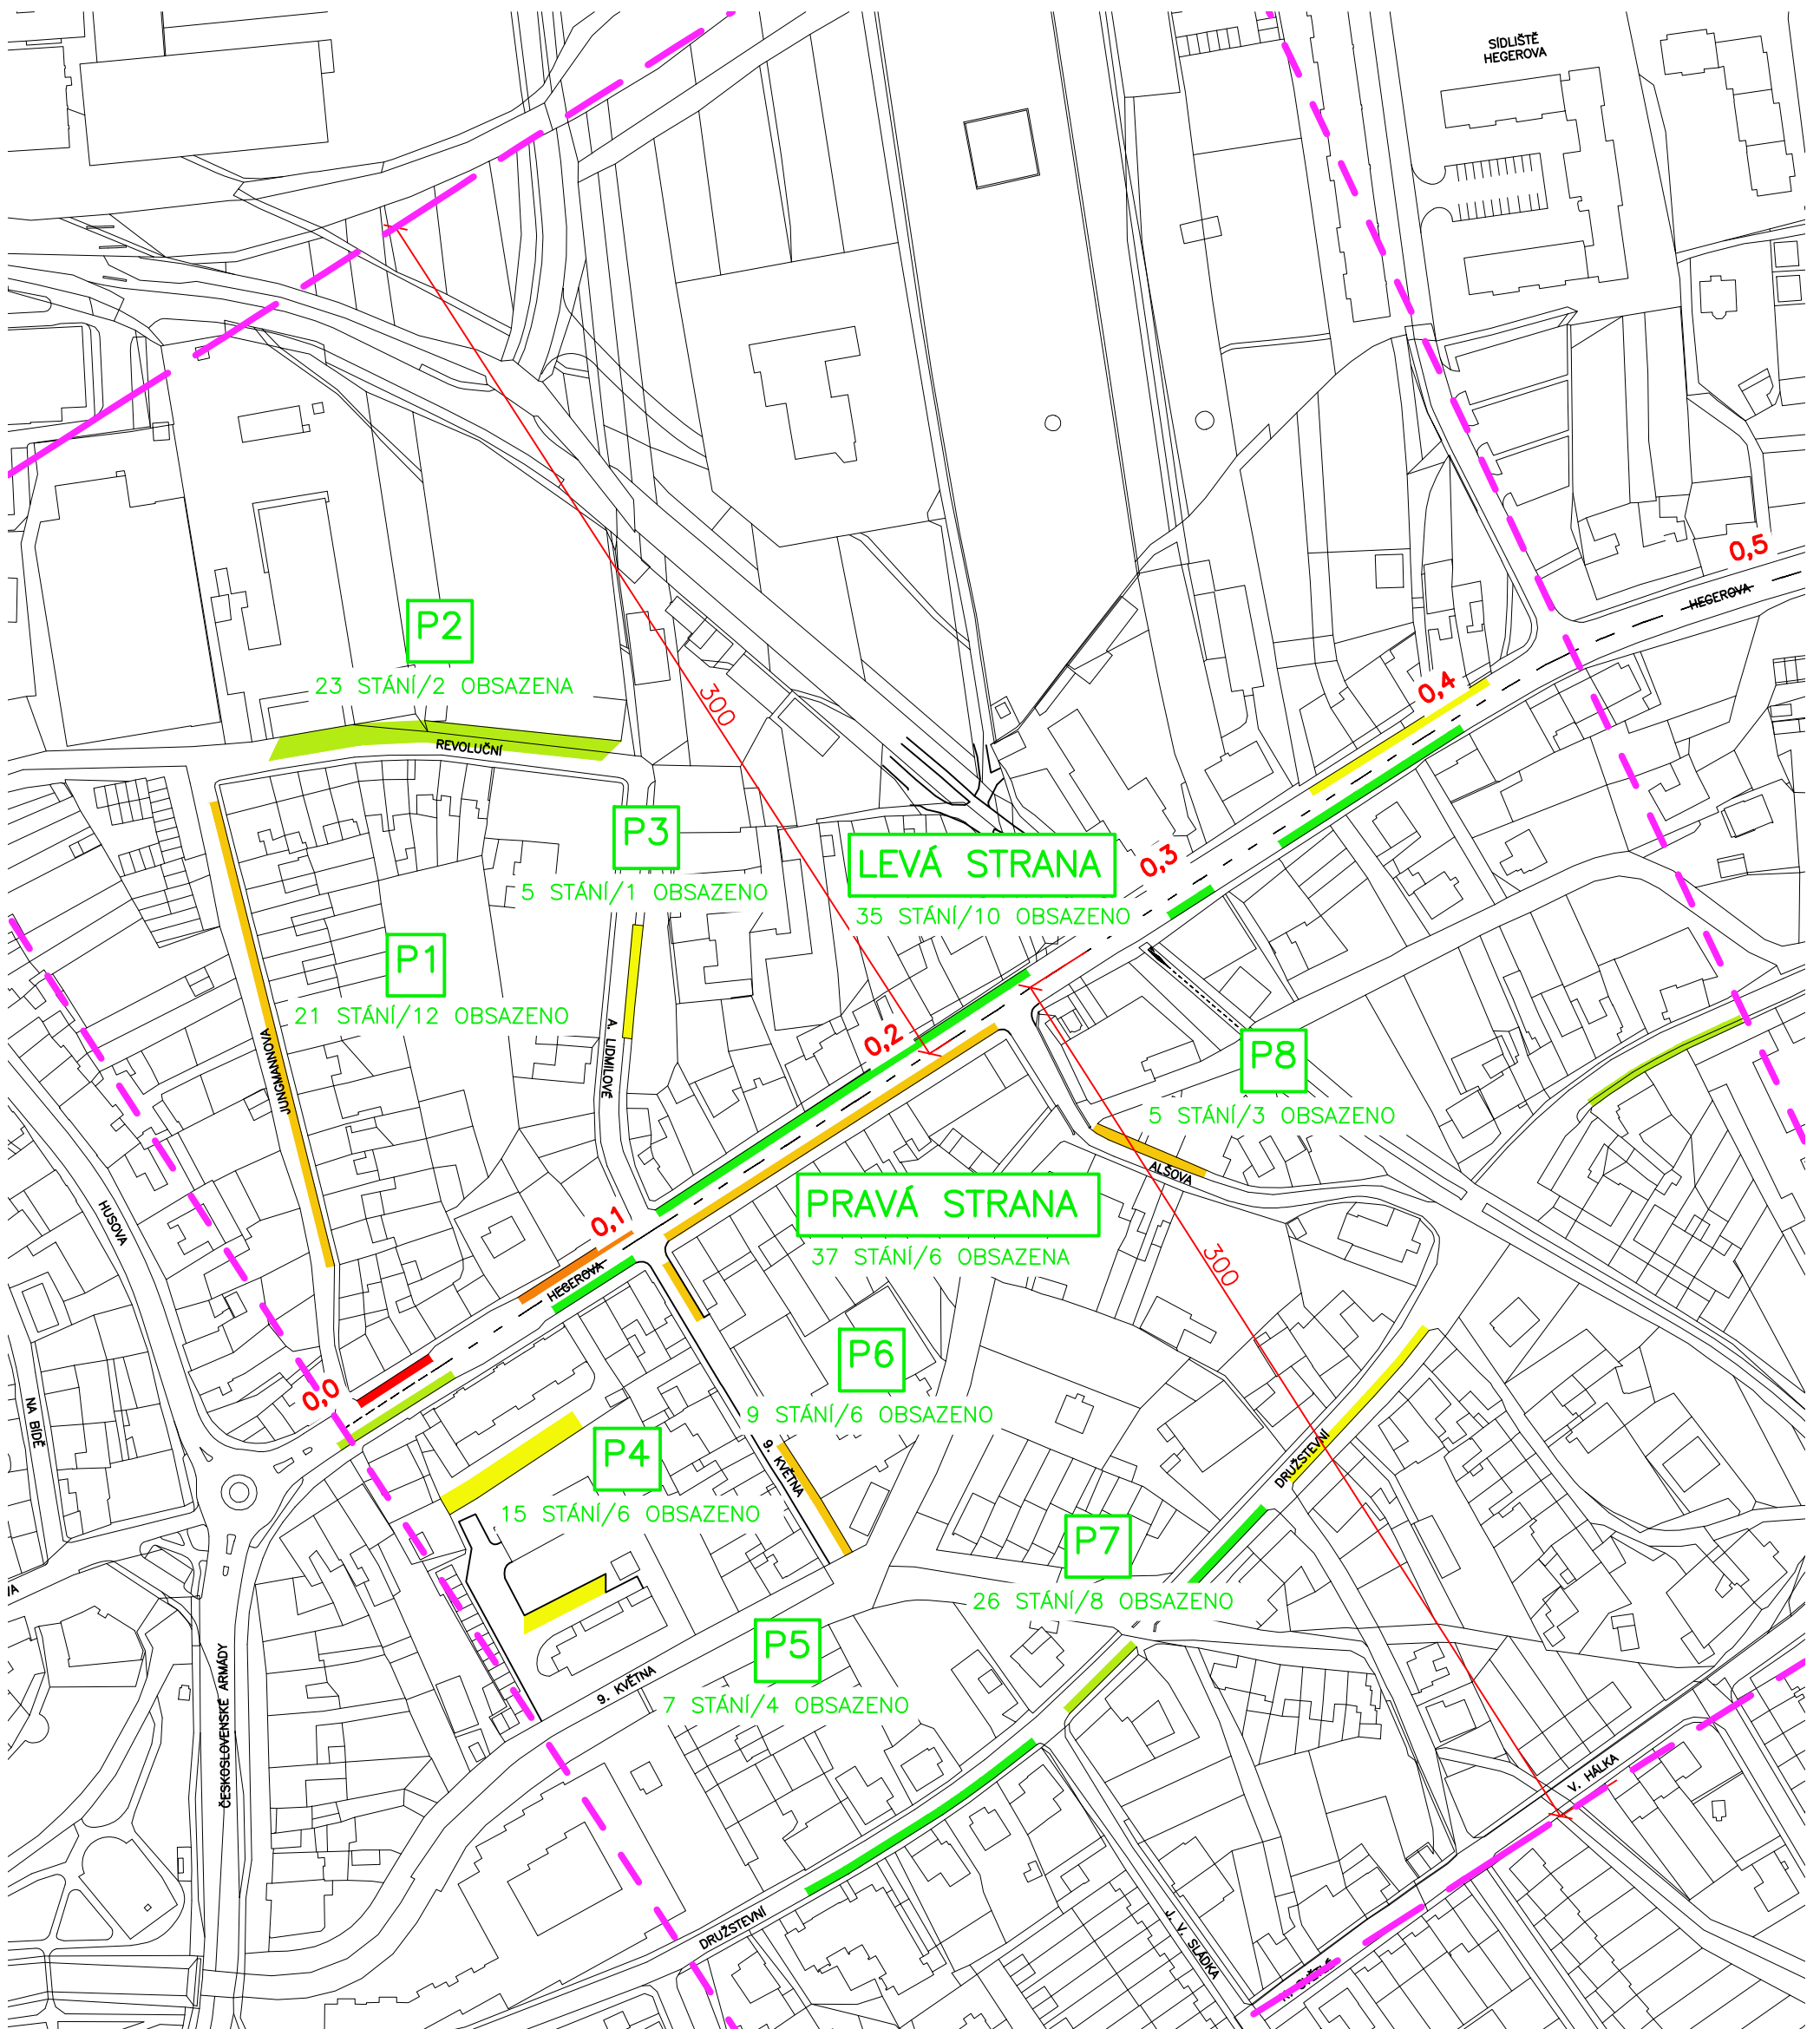 SÍDLIŠTĚ
HEGEROVA
0,5
HEGEROVA
P2
23 STÁNÍ/2 OBSAZENA
300
0,4
REVOLUČNÍ
P3
5 STÁNÍ/1 OBSAZENO
LEVÁ STRANA
35 STÁNÍ/10 OBSAZENO
0,3
P1
21 STÁNÍ/12 OBSAZENO
JUNGMANNOVA
A. LIDMILOVÉ
0,2
P8
5 STÁNÍ/3 OBSAZENO
ALŠOVA
HUSOVA
PRAVÁ STRANA
37 STÁNÍ/6 OBSAZENA
0,1
HEGEROVA
300
P6
9 STÁNÍ/6 OBSAZENO
0,0
NA BÍDĚ
P4
15 STÁNÍ/6 OBSAZENO
9. KVĚTNA
DRUŽSTEVNÍ
P7
26 STÁNÍ/8 OBSAZENO
P5
7 STÁNÍ/4 OBSAZENO
9. KVĚTNA
ČESKOSLOVENSKÉ ARMÁDY
V. HÁLKA
DRUŽSTEVNÍ
J. V. SLÁDKA